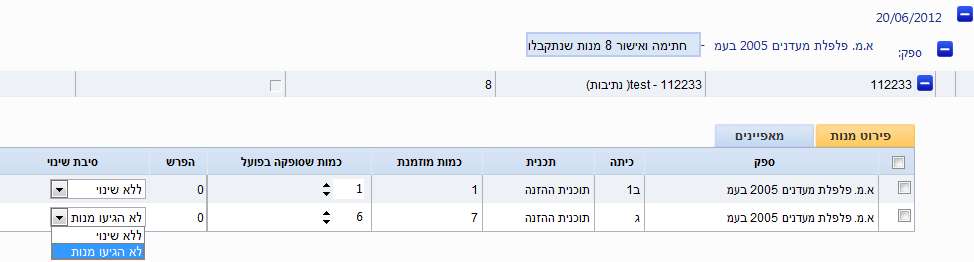 20/06/2012
ספק: א.מ. פלפלת מעדנים 2005 בעמ - חתימה ואישור 8 מנות שנתקבלו
112233 112233 - test( נתיבות) 8
פירוט מנות מאפיינים
ספק כיתה תכנית כמות מוזמנת כמות שסופקה בפועל הפרש סיבת שינוי
א.מ. פלפלת מעדנים 2005 בעמ ב1 תוכנית ההזנה 1 1 0 ללא שינוי
א.מ. פלפלת מעדנים 2005 בעמ ג תוכנית ההזנה 7 6 0 לא הגיעו מנות
ללא שינוי
לא הגיעו מנות